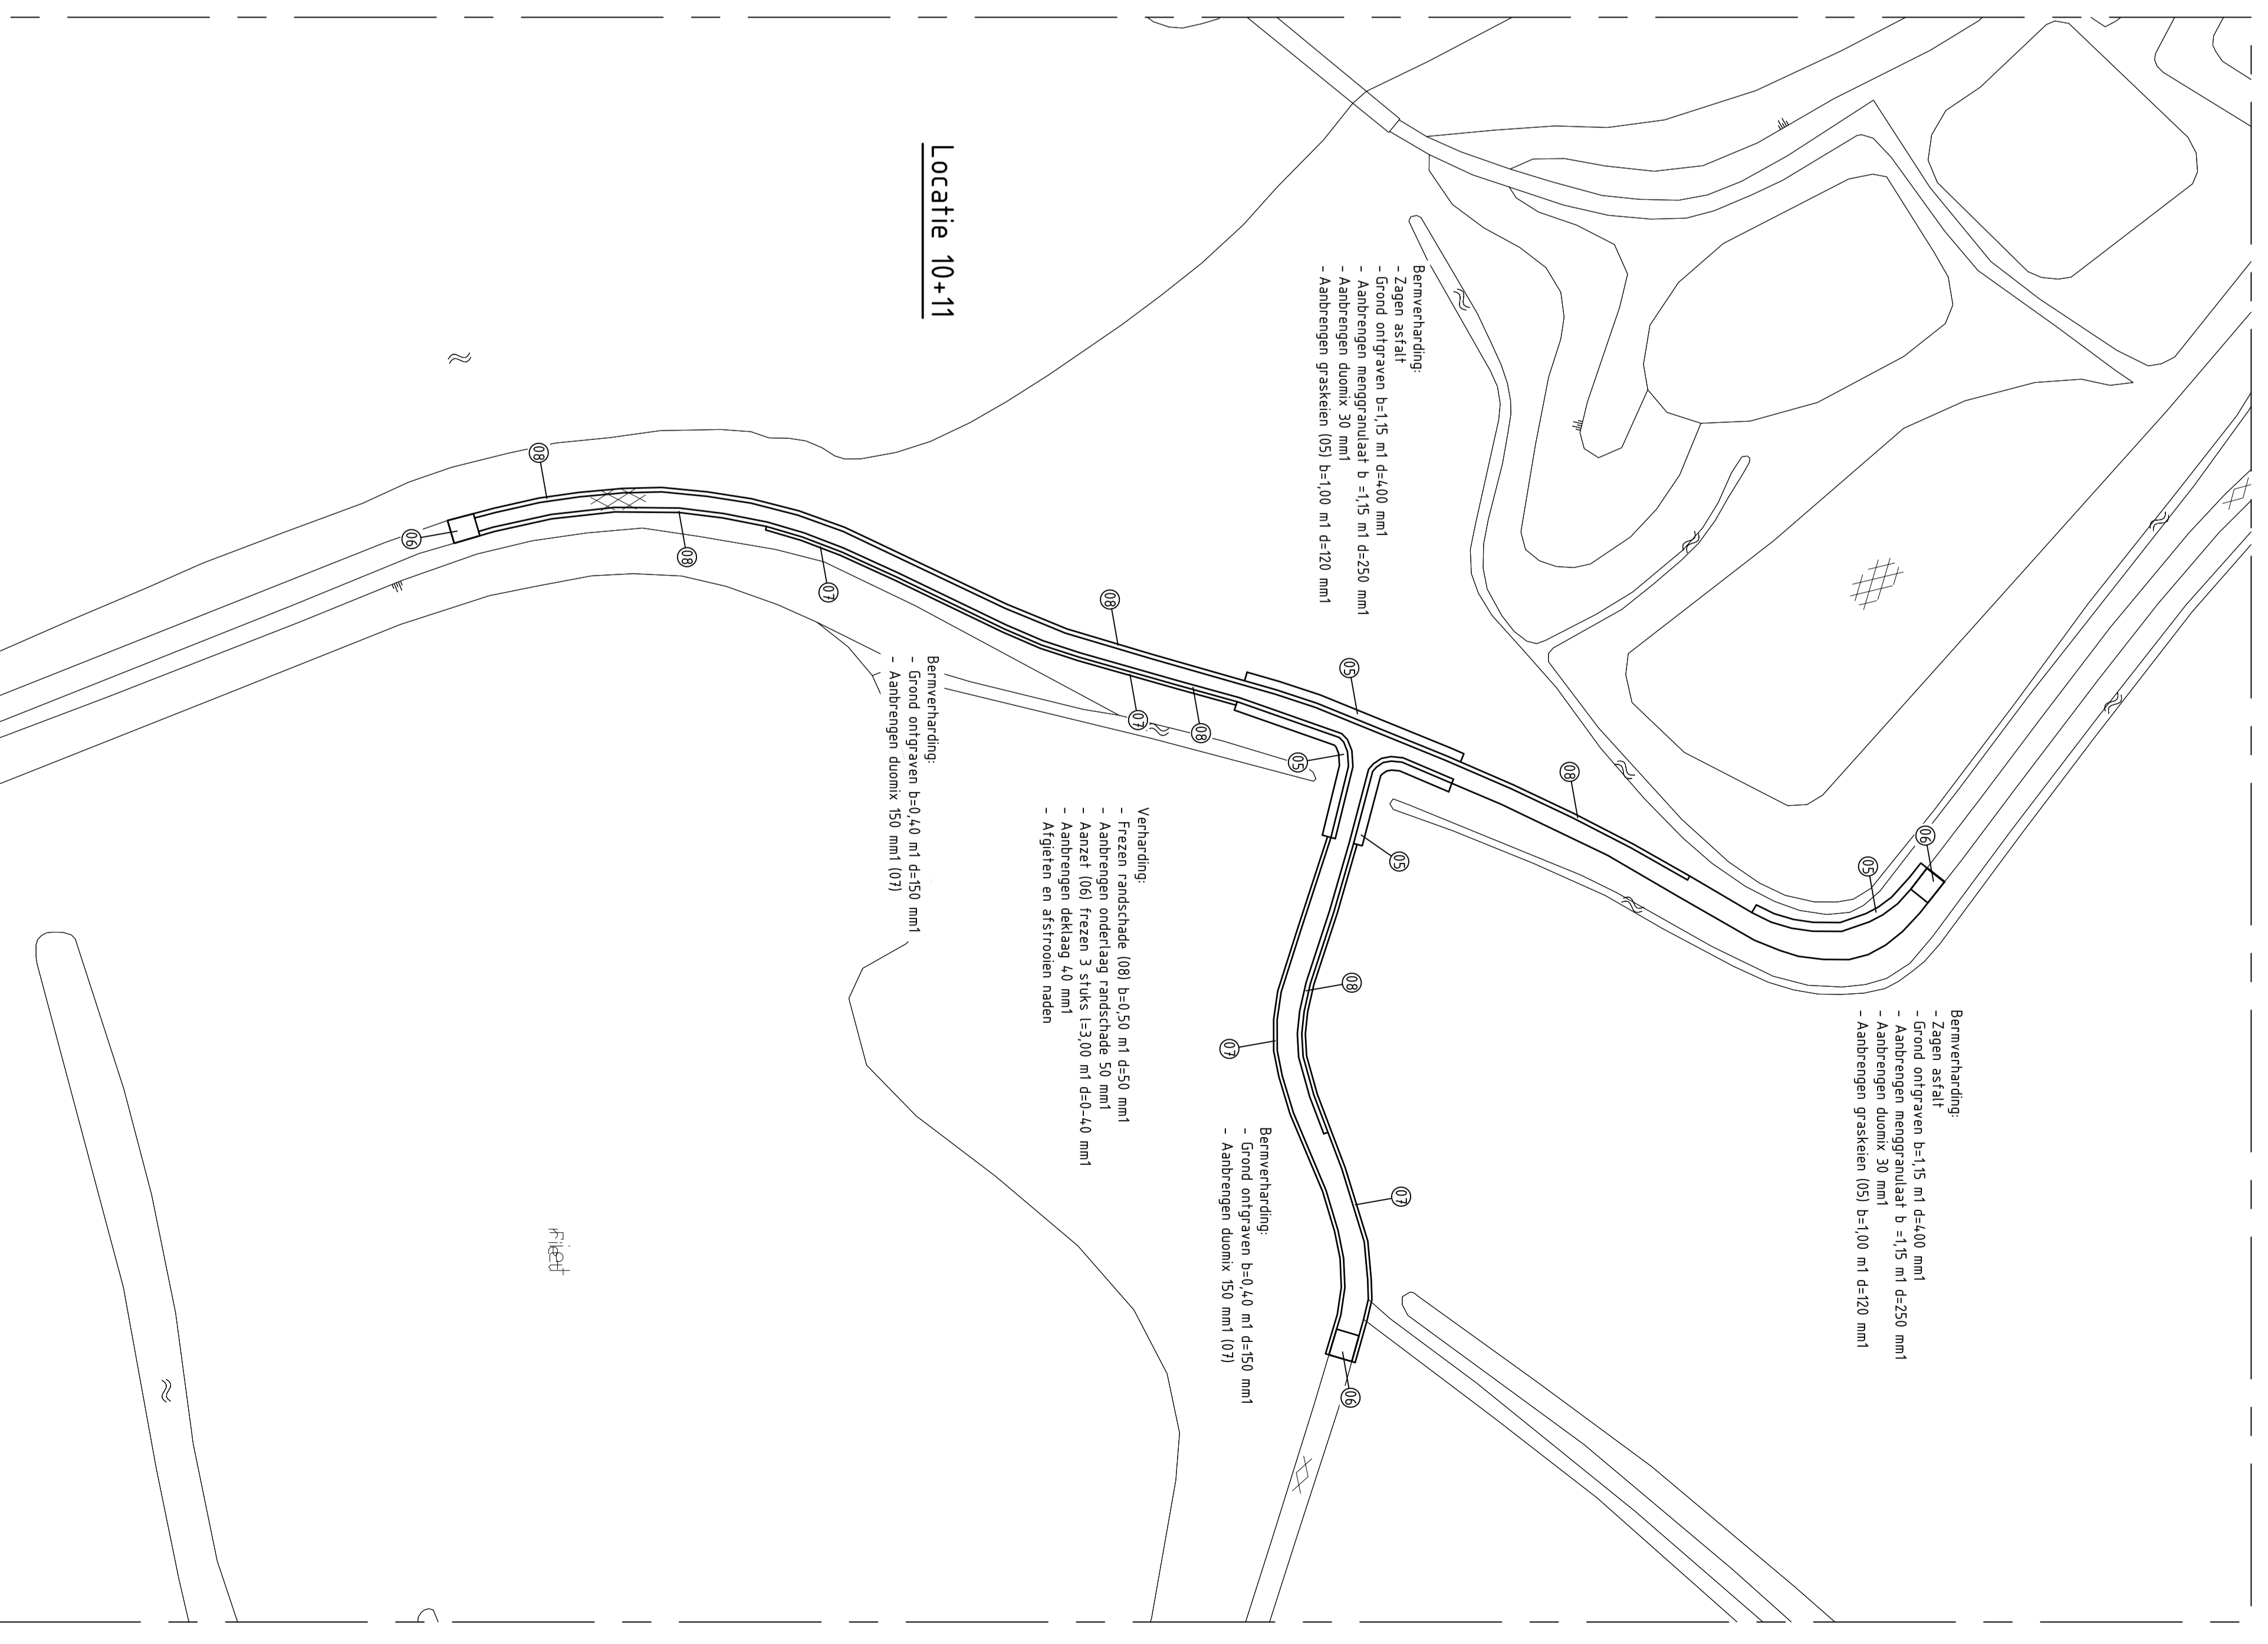 Locatie 10+11
Bermverharding:
- Zagen asfalt
- Grond ontgraven b=1,15 m1 d=400 mm1
- Aanbrengen menggranulaat b =1,15 m1 d=250 mm1
- Aanbrengen duomix 30 mm1
- Aanbrengen graskeien (05) b=1,00 m1 d=120 mm1
Bermverharding:
- Grond ontgraven b=0,40 m1 d=150 mm1
- Aanbrengen duomix 150 mm1 (07)
Verharding:
- Frezen randschade (08) b=0,50 m1 d=50 mm1
- Aanbrengen onderlaag randschade 50 mm1
- Aanzet (06) frezen 3 stuks l=3,00 m1 d=0-40 mm1
- Aanbrengen deklaag 40 mm1
- Afgieten en afstrooien naden
Bermverharding:
- Zagen asfalt
- Grond ontgraven b=1,15 m1 d=400 mm1
- Aanbrengen menggranulaat b =1,15 m1 d=250 mm1
- Aanbrengen duomix 30 mm1
- Aanbrengen graskeien (05) b=1,00 m1 d=120 mm1
Bermverharding:
- Grond ontgraven b=0,40 m1 d=150 mm1
- Aanbrengen duomix 150 mm1 (07)
08
06
08
07
08
07
08
05
05
05
08
06
05
08
07
07
06